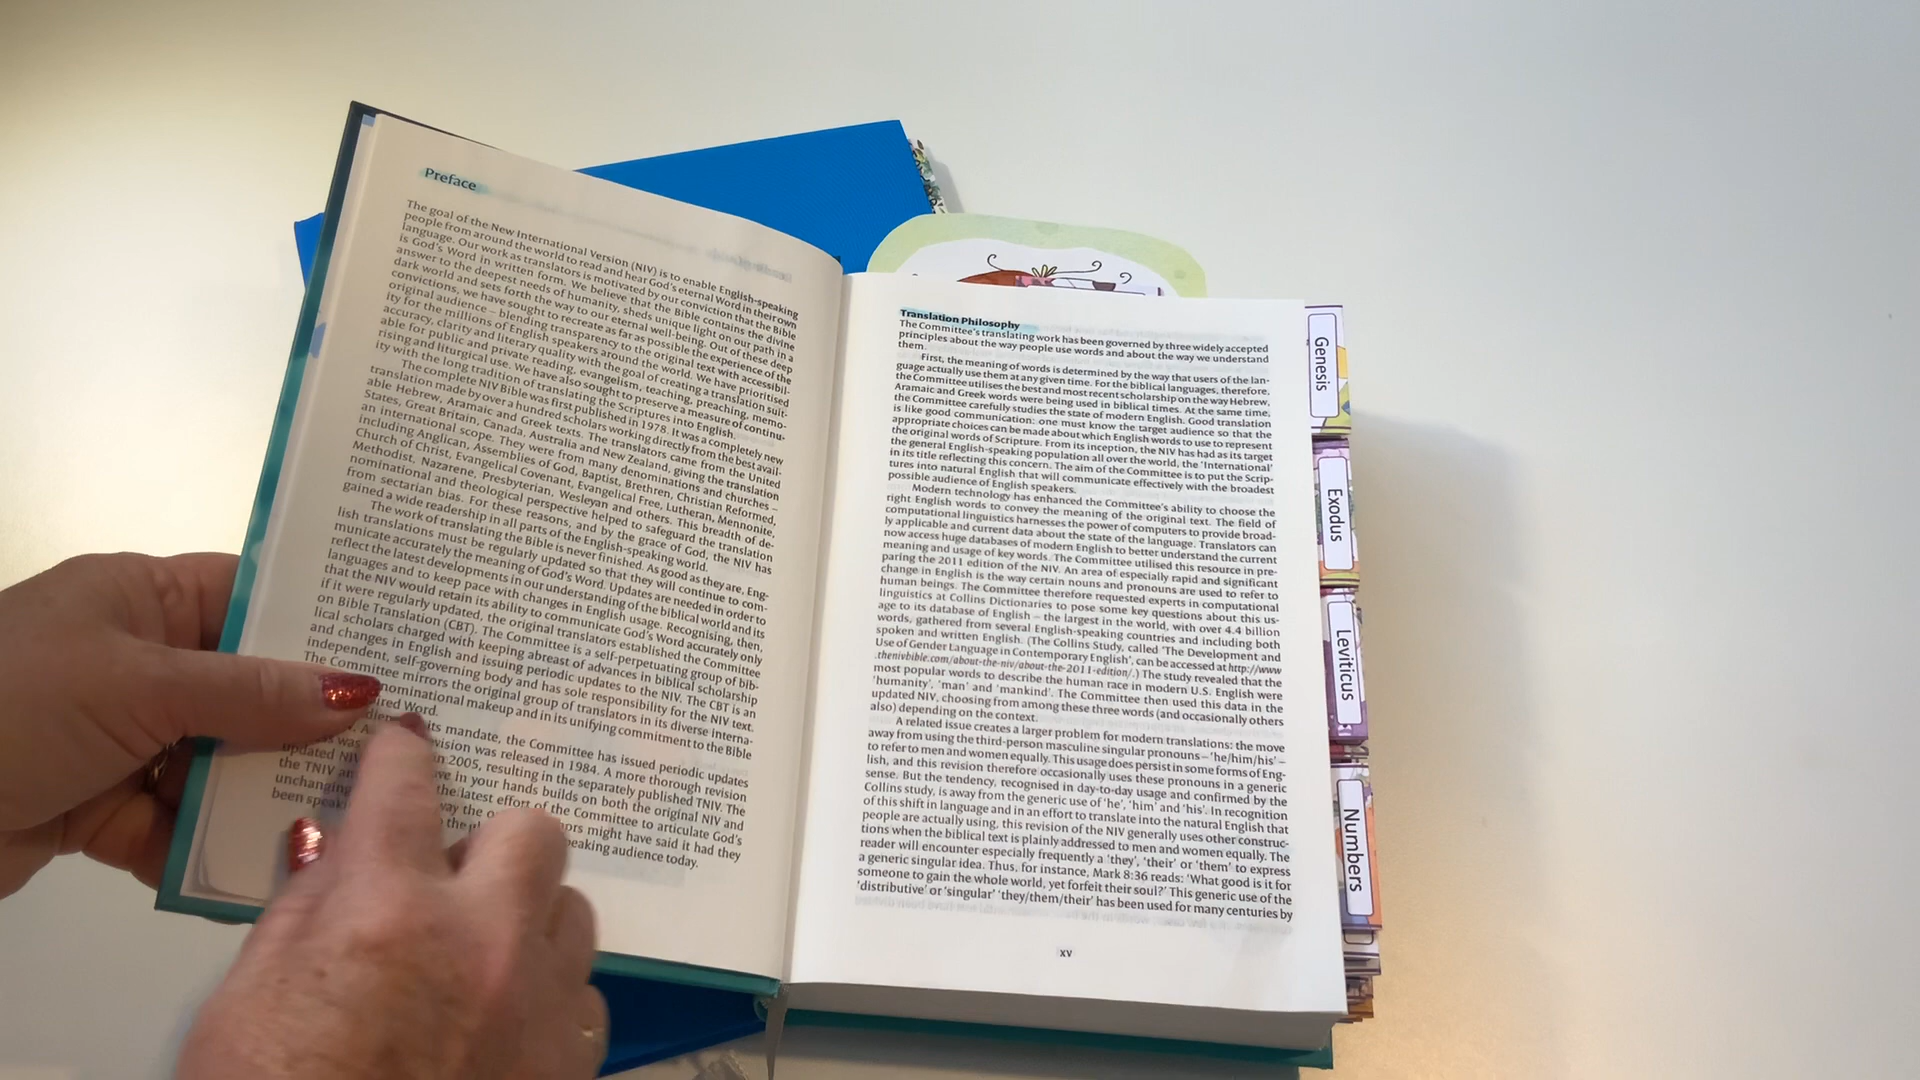 Preface
The goal of the New International Version (NIV) is to enable English-speaking
people from around the world to read and hear God's eternal Word in their own
language. Our work as translators is motivated by our conviction that the Bible
is God's Word in written form. We believe that the Bible contains the divine
answer to the deepest needs of humanity, sheds unique light on our path in a
dark world and sets forth the way to our eternal well-being. Out of these deep
convictions, we have sought to recreate as far as possible the experience of the
original audience – blending transparency to the original text with accessibil-
ity for the millions of English speakers around the world. We have prioritised
accuracy, clarity and literary quality with the goal of creating a translation suit-
able for public and private reading, evangelism, teaching, preaching, memo-
rising and liturgical use. We have also sought to preserve a measure of continu-
ity with the long tradition of translating the Scriptures into English.
The complete NIV Bible was first published in 1978. It was a completely new
translation made by over a hundred scholars working directly from the best avail-
able Hebrew, Aramaic and Greek texts. The translators came from the United
States, Great Britain, Canada, Australia and New Zealand, giving the translation
an international scope. They were from many denominations and churches –
including Anglican, Assemblies of God, Baptist, Brethren, Christian Reformed,
Church of Christ, Evangelical Covenant, Evangelical Free, Lutheran, Mennonite,
Methodist, Nazarene, Presbyterian, Wesleyan and others. This breadth of de-
nominational and theological perspective helped to safeguard the translation
from sectarian bias. For these reasons, and by the grace of God, the NIV has
gained a wide readership in all parts of the English-speaking world.
The work of translating the Bible is never finished. As good as they are, Eng-
lish translations must be regularly updated so that they will continue to com-
municate accurately the meaning of God's Word. Updates are needed in order to
reflect the latest developments in our understanding of the biblical world and its
languages and to keep pace with changes in English usage. Recognising, then,
that the NIV would retain its ability to communicate God's Word accurately only
if it were regularly updated, the original translators established the Committee
on Bible Translation (CBT). The Committee is a self-perpetuating group of bib-
lical scholars charged with keeping abreast of advances in biblical scholarship
and changes in English and issuing periodic updates to the NIV. The CBT is an
independent, self-governing body and has sole responsibility for the NIV text.
The Committee mirrors the original group of translators in its diverse interna-
nominational makeup and in its unifying commitment to the Bible
ired Word.
its mandate, the Committee has issued periodic updates
vision was released in 1984. A more thorough revision
was in 2005, resulting in the separately published TNIV. The
updated NIV ve in your hands builds on both the original NIV and
the TNIV an the latest effort of the Committee to articulate God's
unchanging way the o ors might have said it had they
been speaki the peaking audience today.
Translation Philosophy
The Committee's translating work has been governed by three widely accepted
principles about the way people use words and about the way we understand
them.
First, the meaning of words is determined by the way that users of the lan-
guage actually use them at any given time. For the biblical languages, therefore,
the Committee utilises the best and most recent scholarship on the way Hebrew,
Aramaic and Greek words were being used in biblical times. At the same time,
the Committee carefully studies the state of modern English. Good translation
is like good communication: one must know the target audience so that the
appropriate choices can be made about which English words to use to represent
the original words of Scripture. From its inception, the NIV has had as its target
the general English-speaking population all over the world, the 'International'
in its title reflecting this concern. The aim of the Committee is to put the Scrip-
tures into natural English that will communicate effectively with the broadest
possible audience of English speakers.
Modern technology has enhanced the Committee's ability to choose the
right English words to convey the meaning of the original text. The field of
computational linguistics harnesses the power of computers to provide broad-
ly applicable and current data about the state of the language. Translators can
now access huge databases of modern English to better understand the current
meaning and usage of key words. The Committee utilised this resource in pre-
paring the 2011 edition of the NIV. An area of especially rapid and significant
change in English is the way certain nouns and pronouns are used to refer to
human beings. The Committee therefore requested experts in computational
linguistics at Collins Dictionaries to pose some key questions about this us-
age to its database of English – the largest in the world, with over 4.4 billion
words, gathered from several English-speaking countries and including both
spoken and written English. (The Collins Study, called 'The Development and
Use of Gender Language in Contemporary English', can be accessed at http://www
.thenivbible.com/about-the-niv/about-the-2011-edition/.) The study revealed that the
most popular words to describe the human race in modern U.S. English were
'humanity', 'man' and 'mankind'. The Committee then used this data in the
updated NIV, choosing from among these three words (and occasionally others
also) depending on the context.
A related issue creates a larger problem for modern translations: the move
away from using the third-person masculine singular pronouns – 'he/him/his' –
to refer to men and women equally. This usage does persist in some forms of Eng-
lish, and this revision therefore occasionally uses these pronouns in a generic
sense. But the tendency, recognised in day-to-day usage and confirmed by the
Collins study, is away from the generic use of 'he', 'him' and 'his'. In recognition
of this shift in language and in an effort to translate into the natural English that
people are actually using, this revision of the NIV generally uses other construc-
tions when the biblical text is plainly addressed to men and women equally. The
reader will encounter especially frequently a 'they', 'their' or 'them' to express
a generic singular idea. Thus, for instance, Mark 8:36 reads: 'What good is it for
someone to gain the whole world, yet forfeit their soul?' This generic use of the
'distributive' or 'singular' 'they/them/their' has been used for many centuries by
xv
Genesis
Exodus
Leviticus
Numbers